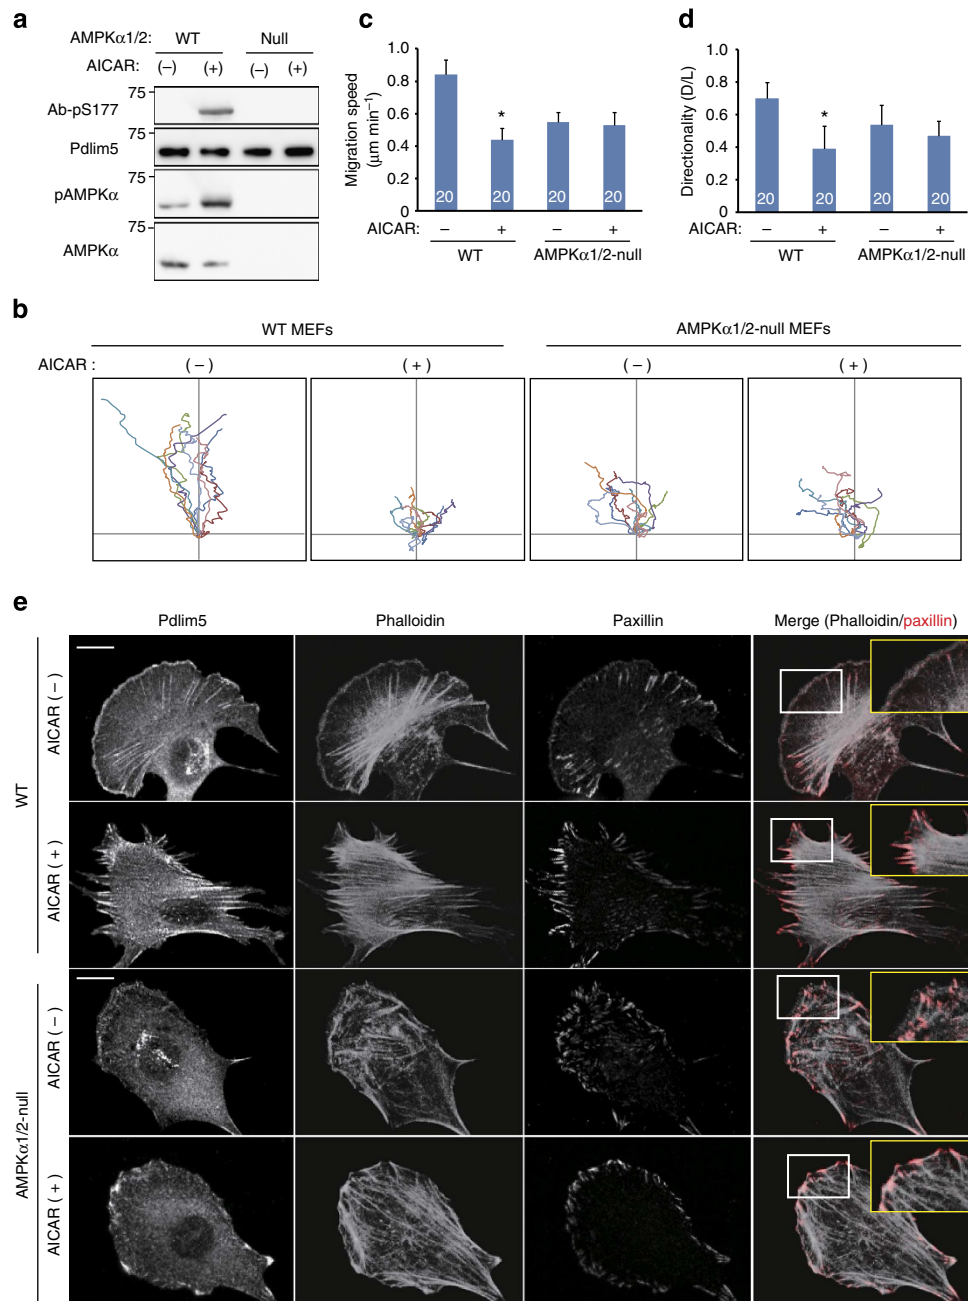 a
AMPKα1/2: WT Null
AICAR: (−) (+) (−) (+)
Ab-pS177 75
Pdlim5 75
pAMPKα 75
AMPKα 75
c
Migration speed
(μm min⁻¹)
1.0
0.8
0.6
0.4
0.2
0
*
20 20 20 20
AICAR: − + − +
WT AMPKα1/2-null
d
Directionality (D/L)
1.0
0.8
0.6
0.4
0.2
0
*
20 20 20 20
AICAR: − + − +
WT AMPKα1/2-null
b
WT MEFs AMPKα1/2-null MEFs
AICAR : (−) (+) (−) (+)
e
Pdlim5 Phalloidin Paxillin Merge (Phalloidin/paxillin)
WT
AICAR (−)
AICAR (+)
AMPKα1/2-null
AICAR (−)
AICAR (+)